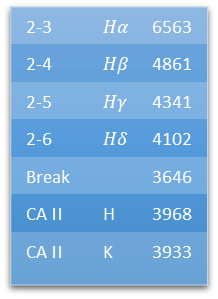 2-3 𝐻𝛼 6563
2-4 𝐻𝛽 4861
2-5 𝐻𝛾 4341
2-6 𝐻𝛿 4102
Break 3646
CA II H 3968
CA II K 3933